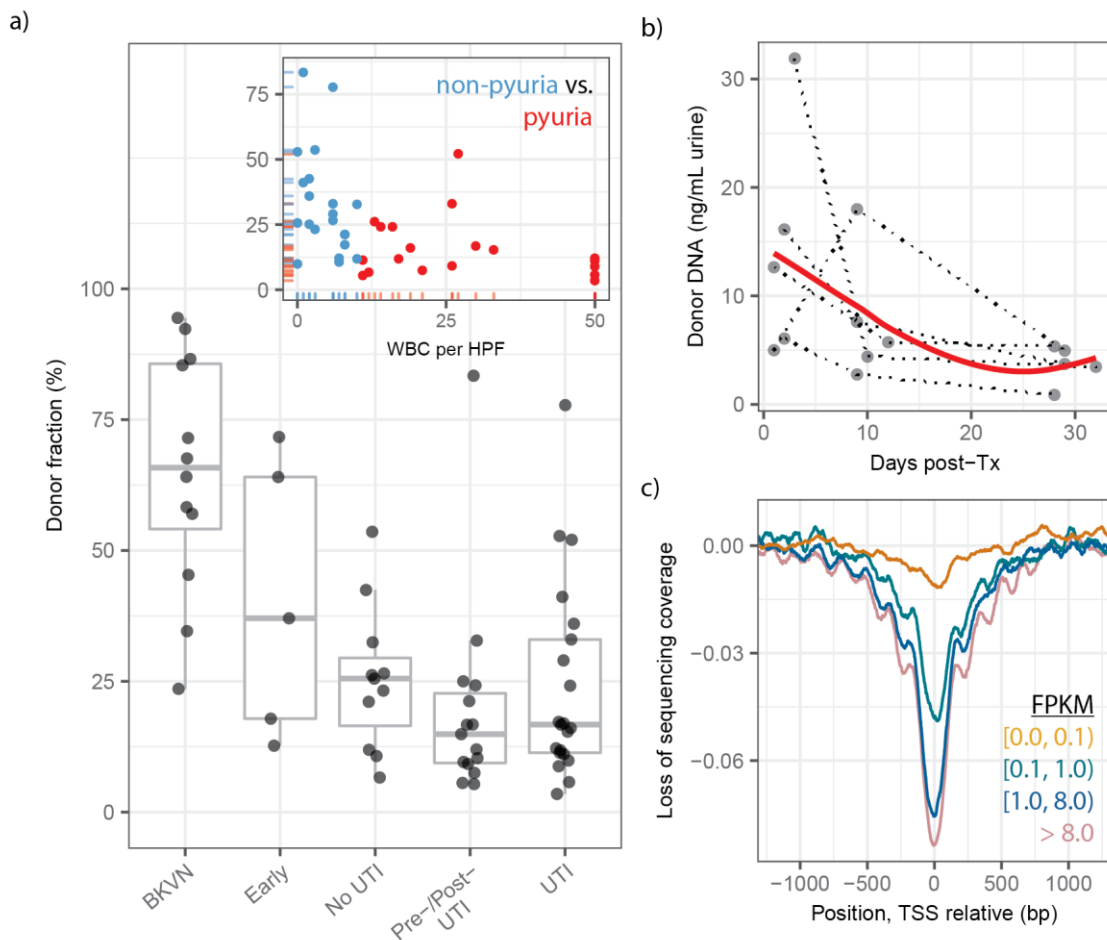 a)
Donor fraction (%)
100
75
50
25
0
BKVN
Early
No UTI
Pre−/Post−
UTI
UTI
non-pyuria vs.
pyuria
75
50
25
0
0
25
50
WBC per HPF
b)
Donor DNA (ng/mL urine)
30
20
10
0
0
10
20
30
Days post−Tx
c)
Loss of sequencing coverage
0.00
−0.03
−0.06
FPKM
[0.0, 0.1)
[0.1, 1.0)
[1.0, 8.0)
> 8.0
−1000
−500
0
500
1000
Position, TSS relative (bp)